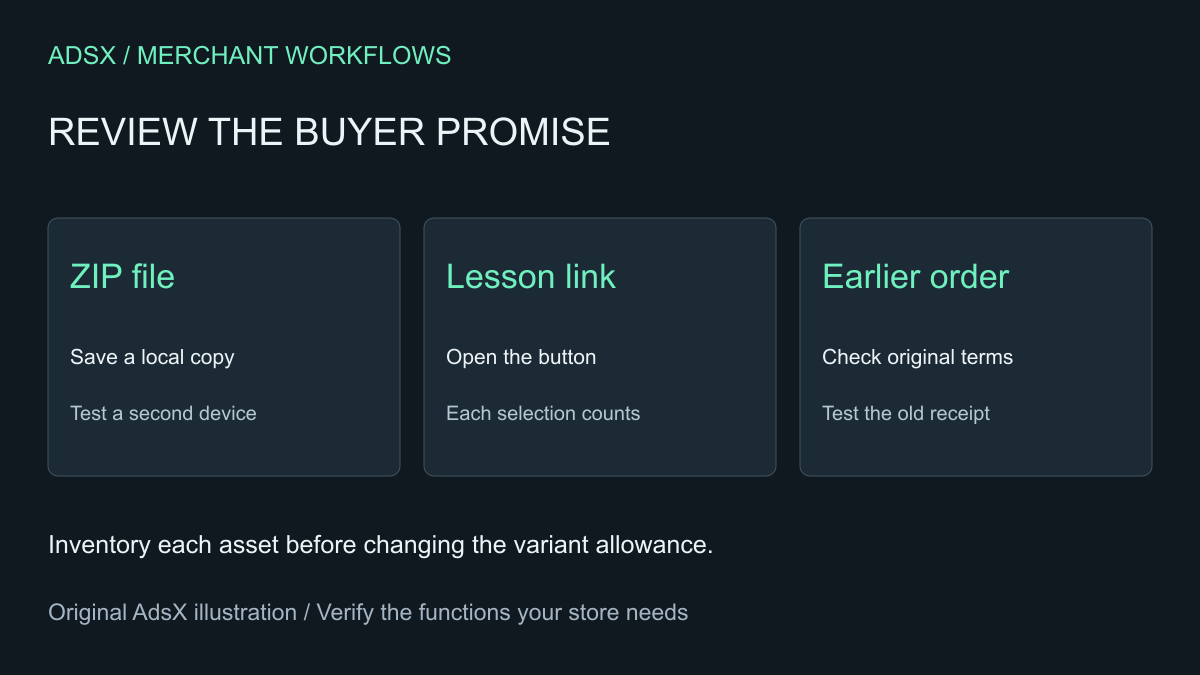 ADSX / MERCHANT WORKFLOWS
REVIEW THE BUYER PROMISE
ZIP file
Save a local copy
Test a second device
Lesson link
Open the button
Each selection counts
Earlier order
Check original terms
Test the old receipt
Inventory each asset before changing the variant allowance.
Original AdsX illustration / Verify the functions your store needs